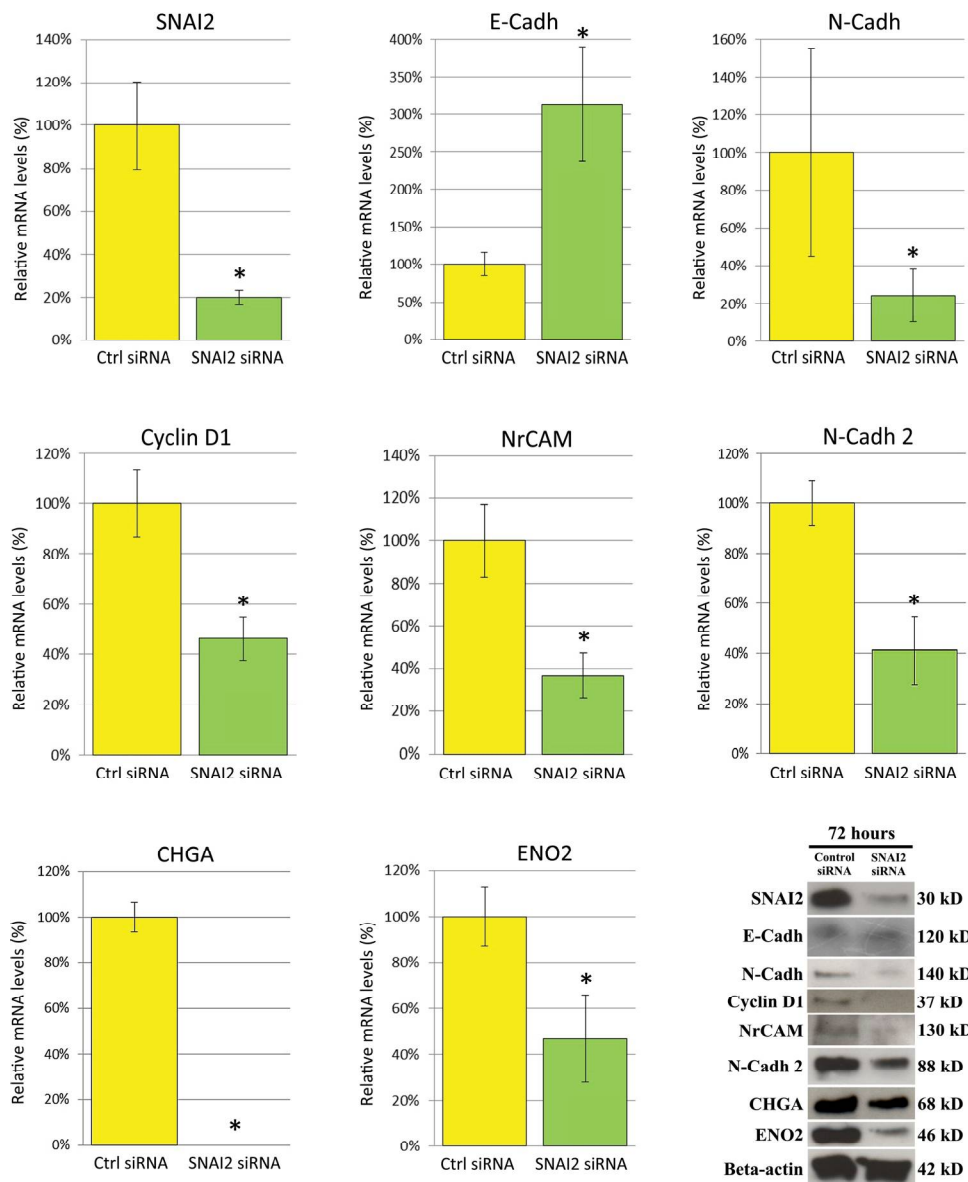 SNAI2
Relative mRNA levels (%)
140%
120%
100%
80%
60%
40%
20%
0%
*
Ctrl siRNA SNAI2 siRNA
E-Cadh
Relative mRNA levels (%)
400%
350%
300%
250%
200%
150%
100%
50%
0%
*
Ctrl siRNA SNAI2 siRNA
N-Cadh
Relative mRNA levels (%)
160%
140%
120%
100%
80%
60%
40%
20%
0%
*
Ctrl siRNA SNAI2 siRNA
Cyclin D1
Relative mRNA levels (%)
120%
100%
80%
60%
40%
20%
0%
*
Ctrl siRNA SNAI2 siRNA
NrCAM
Relative mRNA levels (%)
140%
120%
100%
80%
60%
40%
20%
0%
*
Ctrl siRNA SNAI2 siRNA
N-Cadh 2
Relative mRNA levels (%)
120%
100%
80%
60%
40%
20%
0%
*
Ctrl siRNA SNAI2 siRNA
CHGA
Relative mRNA levels (%)
120%
100%
80%
60%
40%
20%
0%
*
Ctrl siRNA SNAI2 siRNA
ENO2
Relative mRNA levels (%)
120%
100%
80%
60%
40%
20%
0%
*
Ctrl siRNA SNAI2 siRNA
72 hours
Control SNAI2
siRNA siRNA
SNAI2 30 kD
E-Cadh 120 kD
N-Cadh 140 kD
Cyclin D1 37 kD
NrCAM 130 kD
N-Cadh 2 88 kD
CHGA 68 kD
ENO2 46 kD
Beta-actin 42 kD